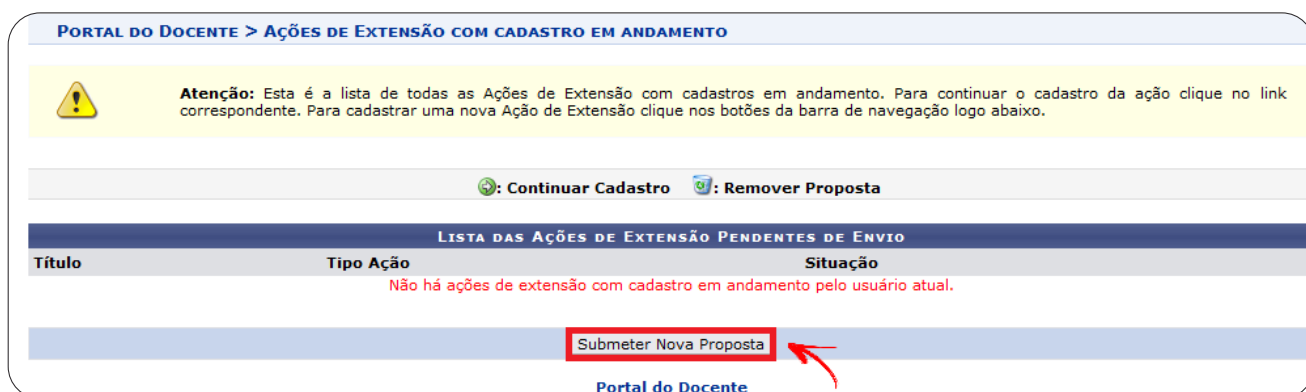 PORTAL DO DOCENTE > AÇÕES DE EXTENSÃO COM CADASTRO EM ANDAMENTO
Atenção: Esta é a lista de todas as Ações de Extensão com cadastros em andamento. Para continuar o cadastro da ação clique no link
correspondente. Para cadastrar uma nova Ação de Extensão clique nos botões da barra de navegação logo abaixo.
: Continuar Cadastro : Remover Proposta
LISTA DAS AÇÕES DE EXTENSÃO PENDENTES DE ENVIO
Título Tipo Ação Situação
Não há ações de extensão com cadastro em andamento pelo usuário atual.
Submeter Nova Proposta
Portal do Docente